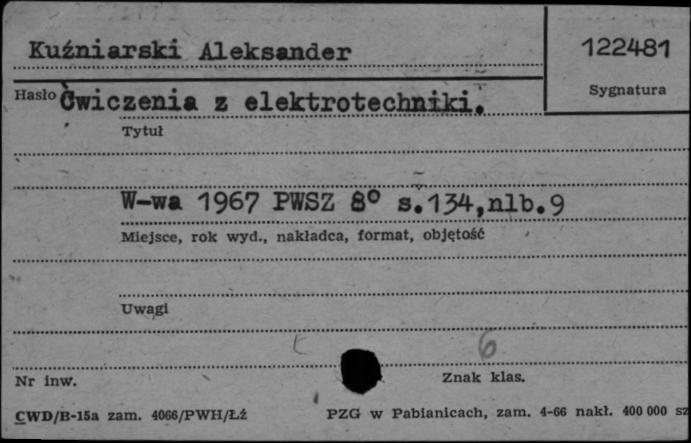 Kuźniarski Aleksander
122481
Sygnatura
Hasło Ćwiczenia z elektrotechniki.
Tytuł
W-wa 1967 PWSZ 8° s.134,nlb.9
Miejsce, rok wyd., nakładca, format, objętość
Uwagi
6
Nr inw.
Znak klas.
CWD/B-15a zam. 4066/PWH/ŁŹ
PZG w Pabianicach, zam. 4-66 nakł. 400 000 sz